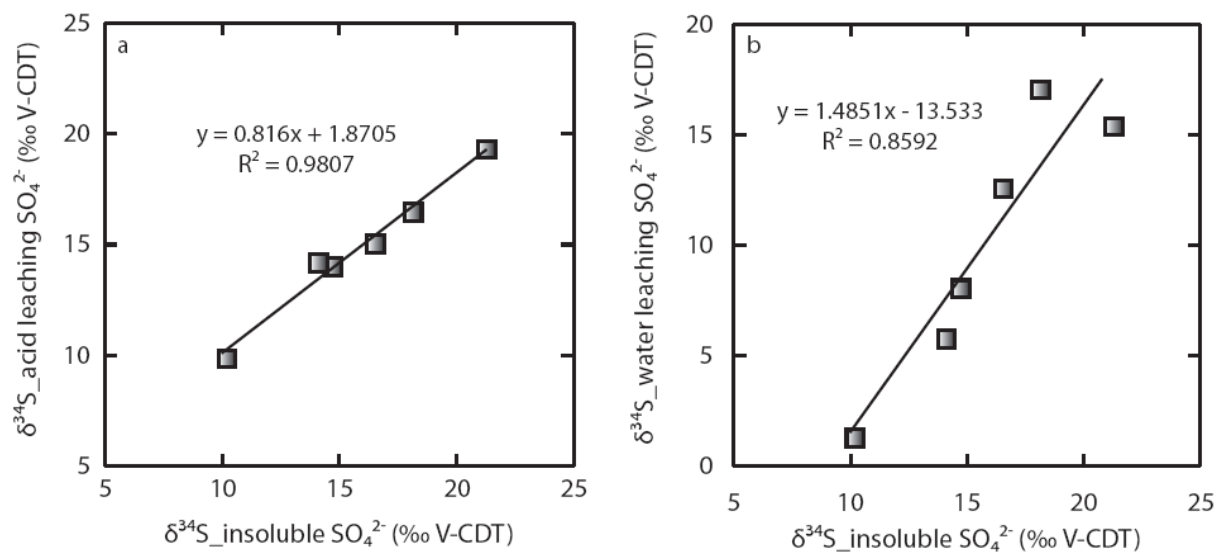 a
25
20
15
10
5
δ³⁴S_acid leaching SO₄²⁻ (‰ V-CDT)
y = 0.816x + 1.8705
R² = 0.9807
5 10 15 20 25
δ³⁴S_insoluble SO₄²⁻ (‰ V-CDT)
b
20
15
10
5
0
δ³⁴S_water leaching SO₄²⁻ (‰ V-CDT)
y = 1.4851x - 13.533
R² = 0.8592
5 10 15 20 25
δ³⁴S_insoluble SO₄²⁻ (‰ V-CDT)